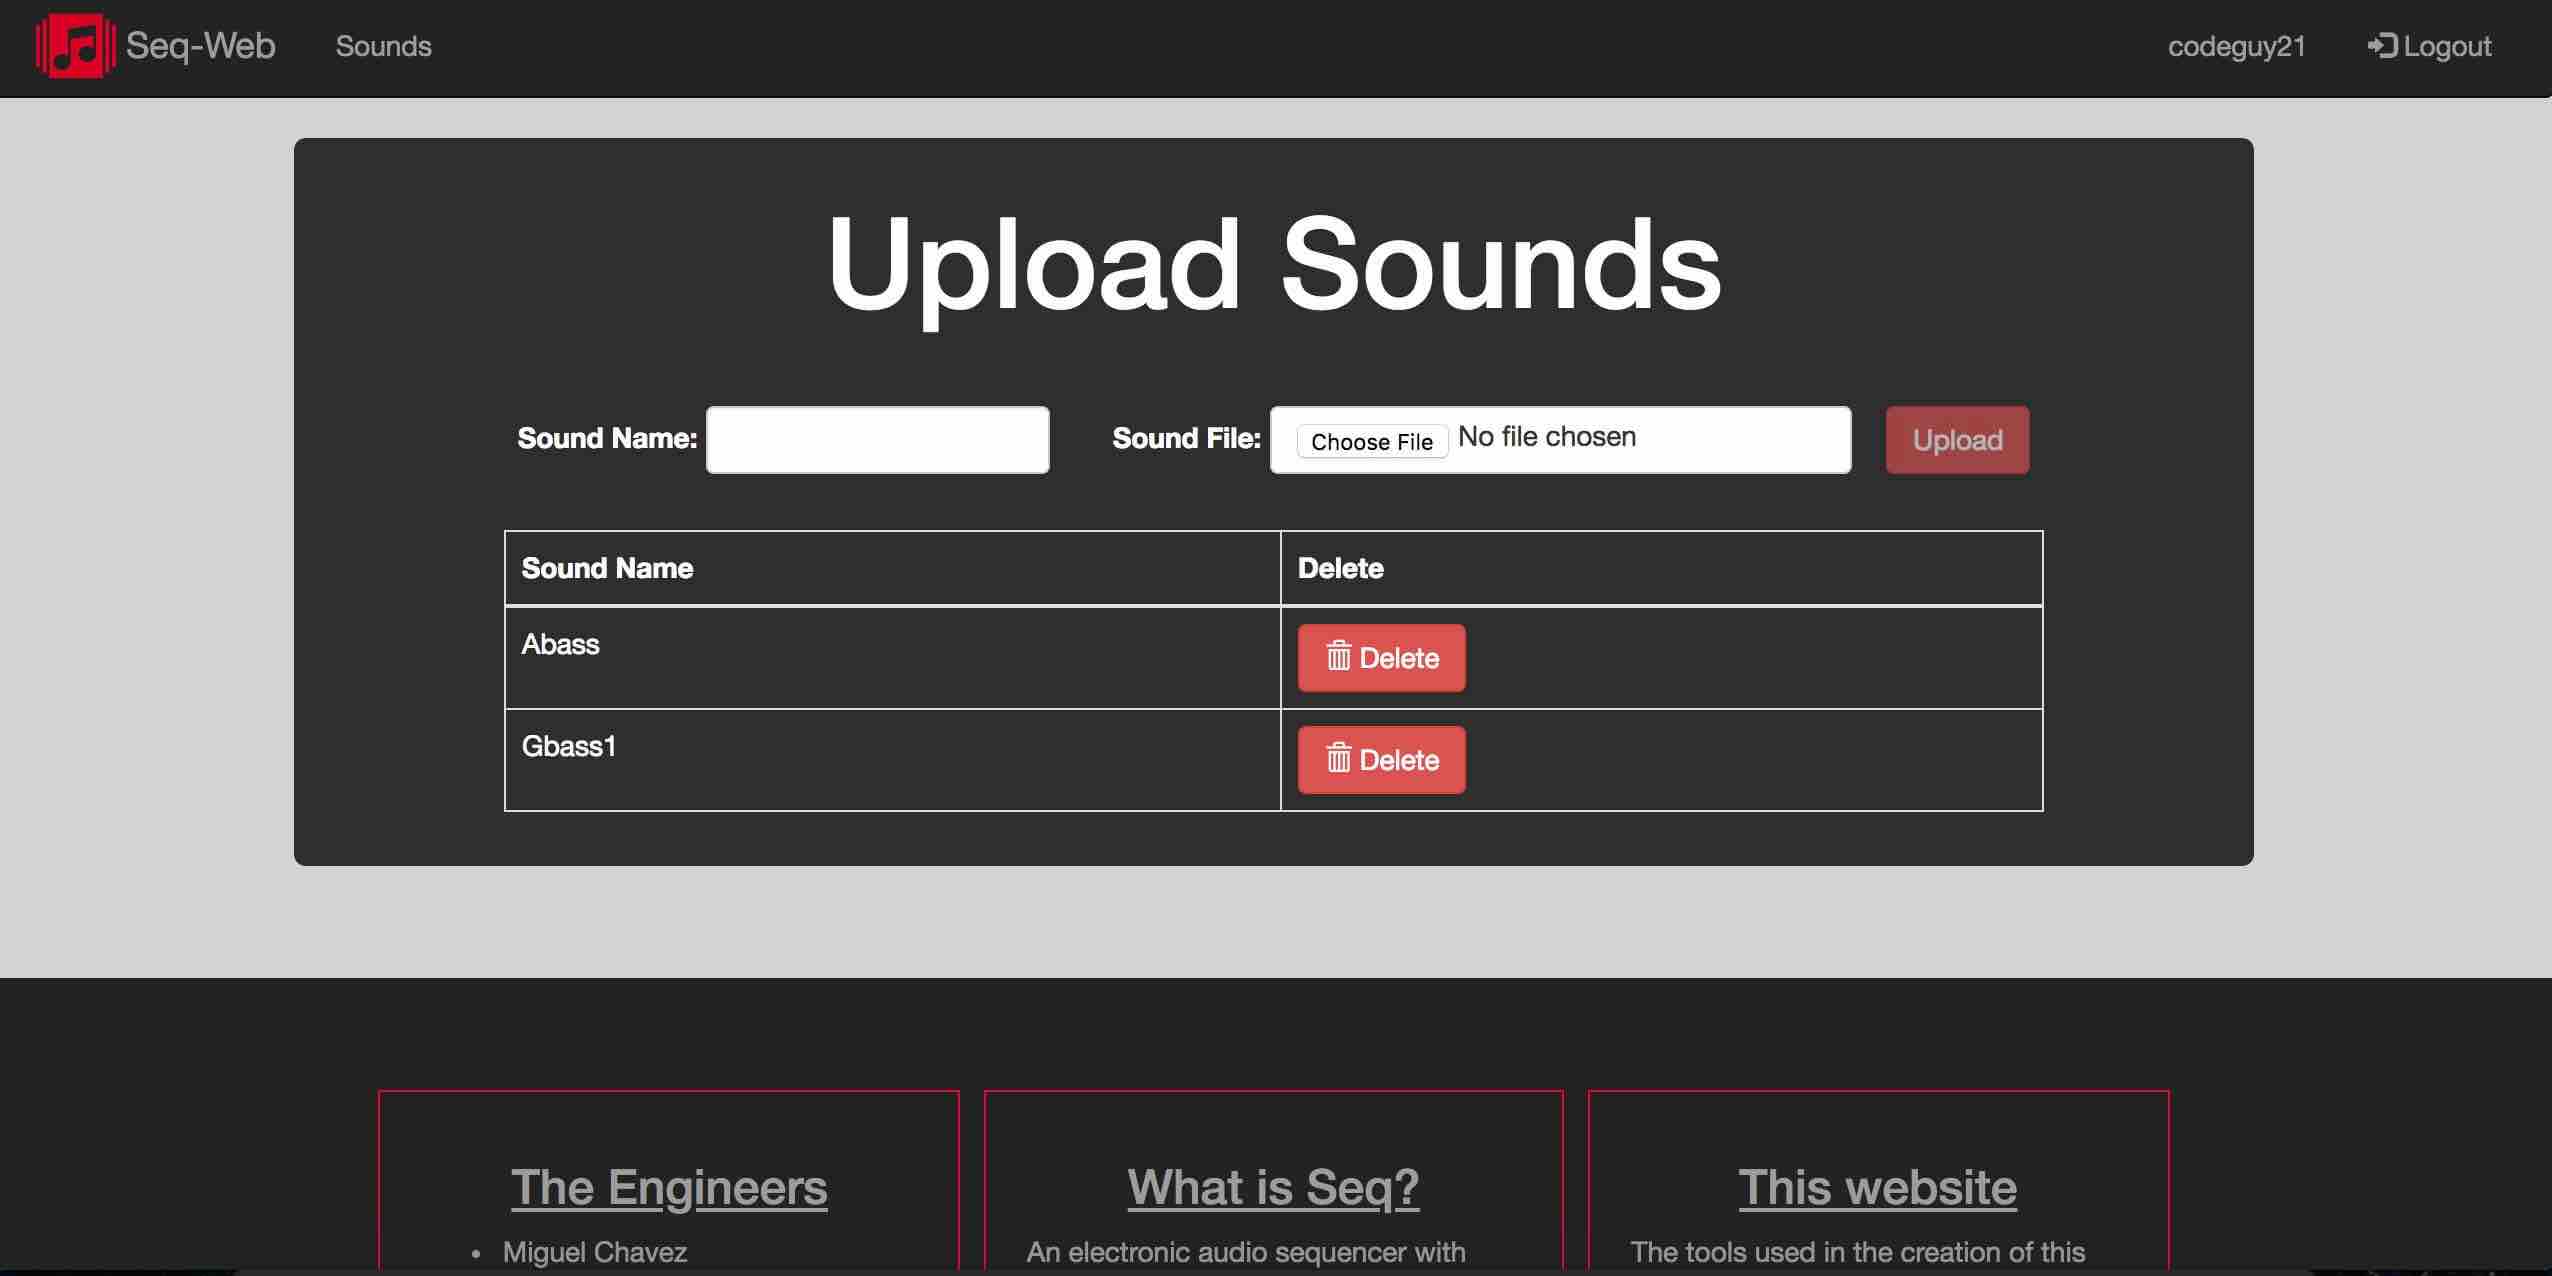 Seq-Web Sounds codeguy21 Logout
Upload Sounds
Sound Name: Sound File: Choose File No file chosen Upload
Sound Name Delete
Abass Delete
Gbass1 Delete
The Engineers What is Seq? This website
• Miguel Chavez An electronic audio sequencer with The tools used in the creation of this